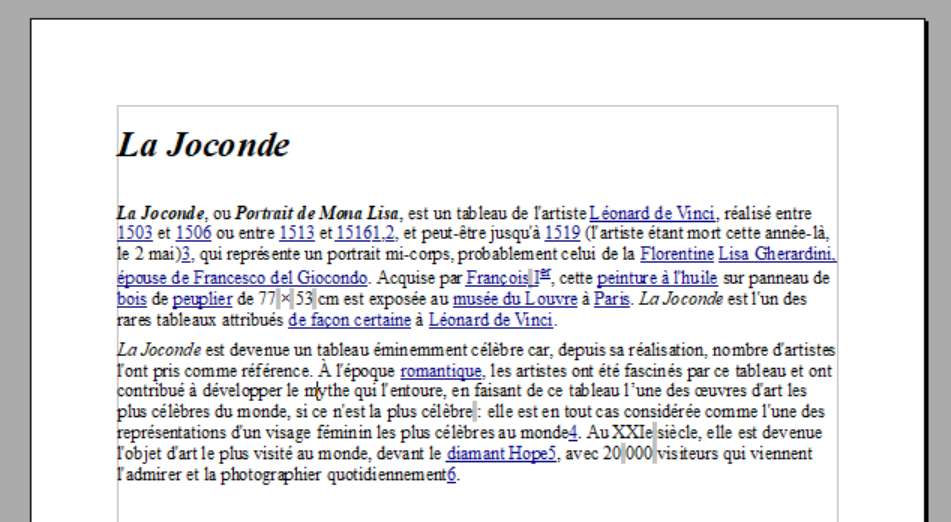 La Joconde
La Joconde, ou Portrait de Mona Lisa, est un tableau de l'artiste Léonard de Vinci, réalisé entre
1503 et 1506 ou entre 1513 et 15161,2, et peut-être jusqu'à 1519 (l'artiste étant mort cette année-là,
le 2 mai)3, qui représente un portrait mi-corps, probablement celui de la Florentine Lisa Gherardini,
épouse de Francesco del Giocondo. Acquise par François Ier, cette peinture à l'huile sur panneau de
bois de peuplier de 77 × 53 cm est exposée au musée du Louvre à Paris. La Joconde est l'un des
rares tableaux attribués de façon certaine à Léonard de Vinci.
La Joconde est devenue un tableau éminemment célèbre car, depuis sa réalisation, nombre d'artistes
l'ont pris comme référence. À l'époque romantique, les artistes ont été fascinés par ce tableau et ont
contribué à développer le mythe qui l'entoure, en faisant de ce tableau l’une des œuvres d'art les
plus célèbres du monde, si ce n'est la plus célèbre : elle est en tout cas considérée comme l'une des
représentations d'un visage féminin les plus célèbres au monde4. Au XXIe siècle, elle est devenue
l'objet d'art le plus visité au monde, devant le diamant Hope5, avec 20 000 visiteurs qui viennent
l'admirer et la photographier quotidiennement6.